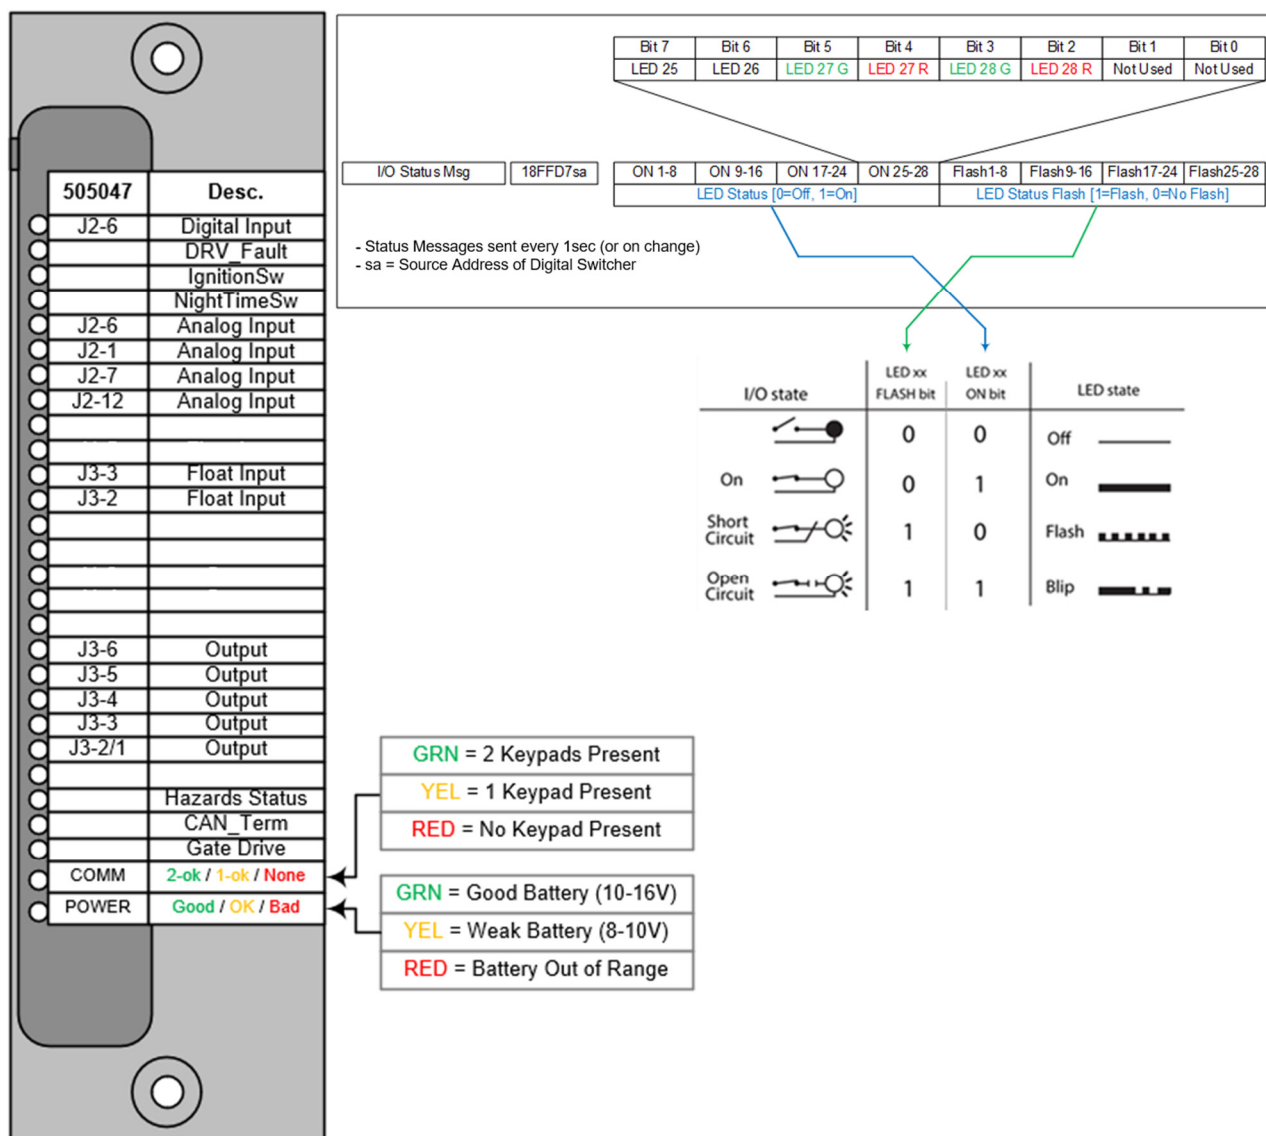 505047 Desc.
J2-6 Digital Input
DRV_Fault
IgnitionSw
NightTimeSw
J2-6 Analog Input
J2-1 Analog Input
J2-7 Analog Input
J2-12 Analog Input
J3-3 Float Input
J3-2 Float Input
J3-6 Output
J3-5 Output
J3-4 Output
J3-3 Output
J3-2/1 Output
Hazards Status
CAN_Term
Gate Drive
COMM 2-ok / 1-ok / None
POWER Good / OK / Bad
Bit 7 Bit 6 Bit 5 Bit 4 Bit 3 Bit 2 Bit 1 Bit 0
LED 25 LED 26 LED 27 G LED 27 R LED 28 G LED 28 R Not Used Not Used
I/O Status Msg 18FFD7sa ON 1-8 ON 9-16 ON 17-24 ON 25-28 Flash1-8 Flash9-16 Flash17-24 Flash25-28
LED Status [0=Off, 1=On] LED Status Flash [1=Flash, 0=No Flash]
- Status Messages sent every 1sec (or on change)
- sa = Source Address of Digital Switcher
I/O state LED xx FLASH bit LED xx ON bit LED state
0 0 Off
On 0 1 On
Short Circuit 1 0 Flash
Open Circuit 1 1 Blip
GRN = 2 Keypads Present
YEL = 1 Keypad Present
RED = No Keypad Present
GRN = Good Battery (10-16V)
YEL = Weak Battery (8-10V)
RED = Battery Out of Range